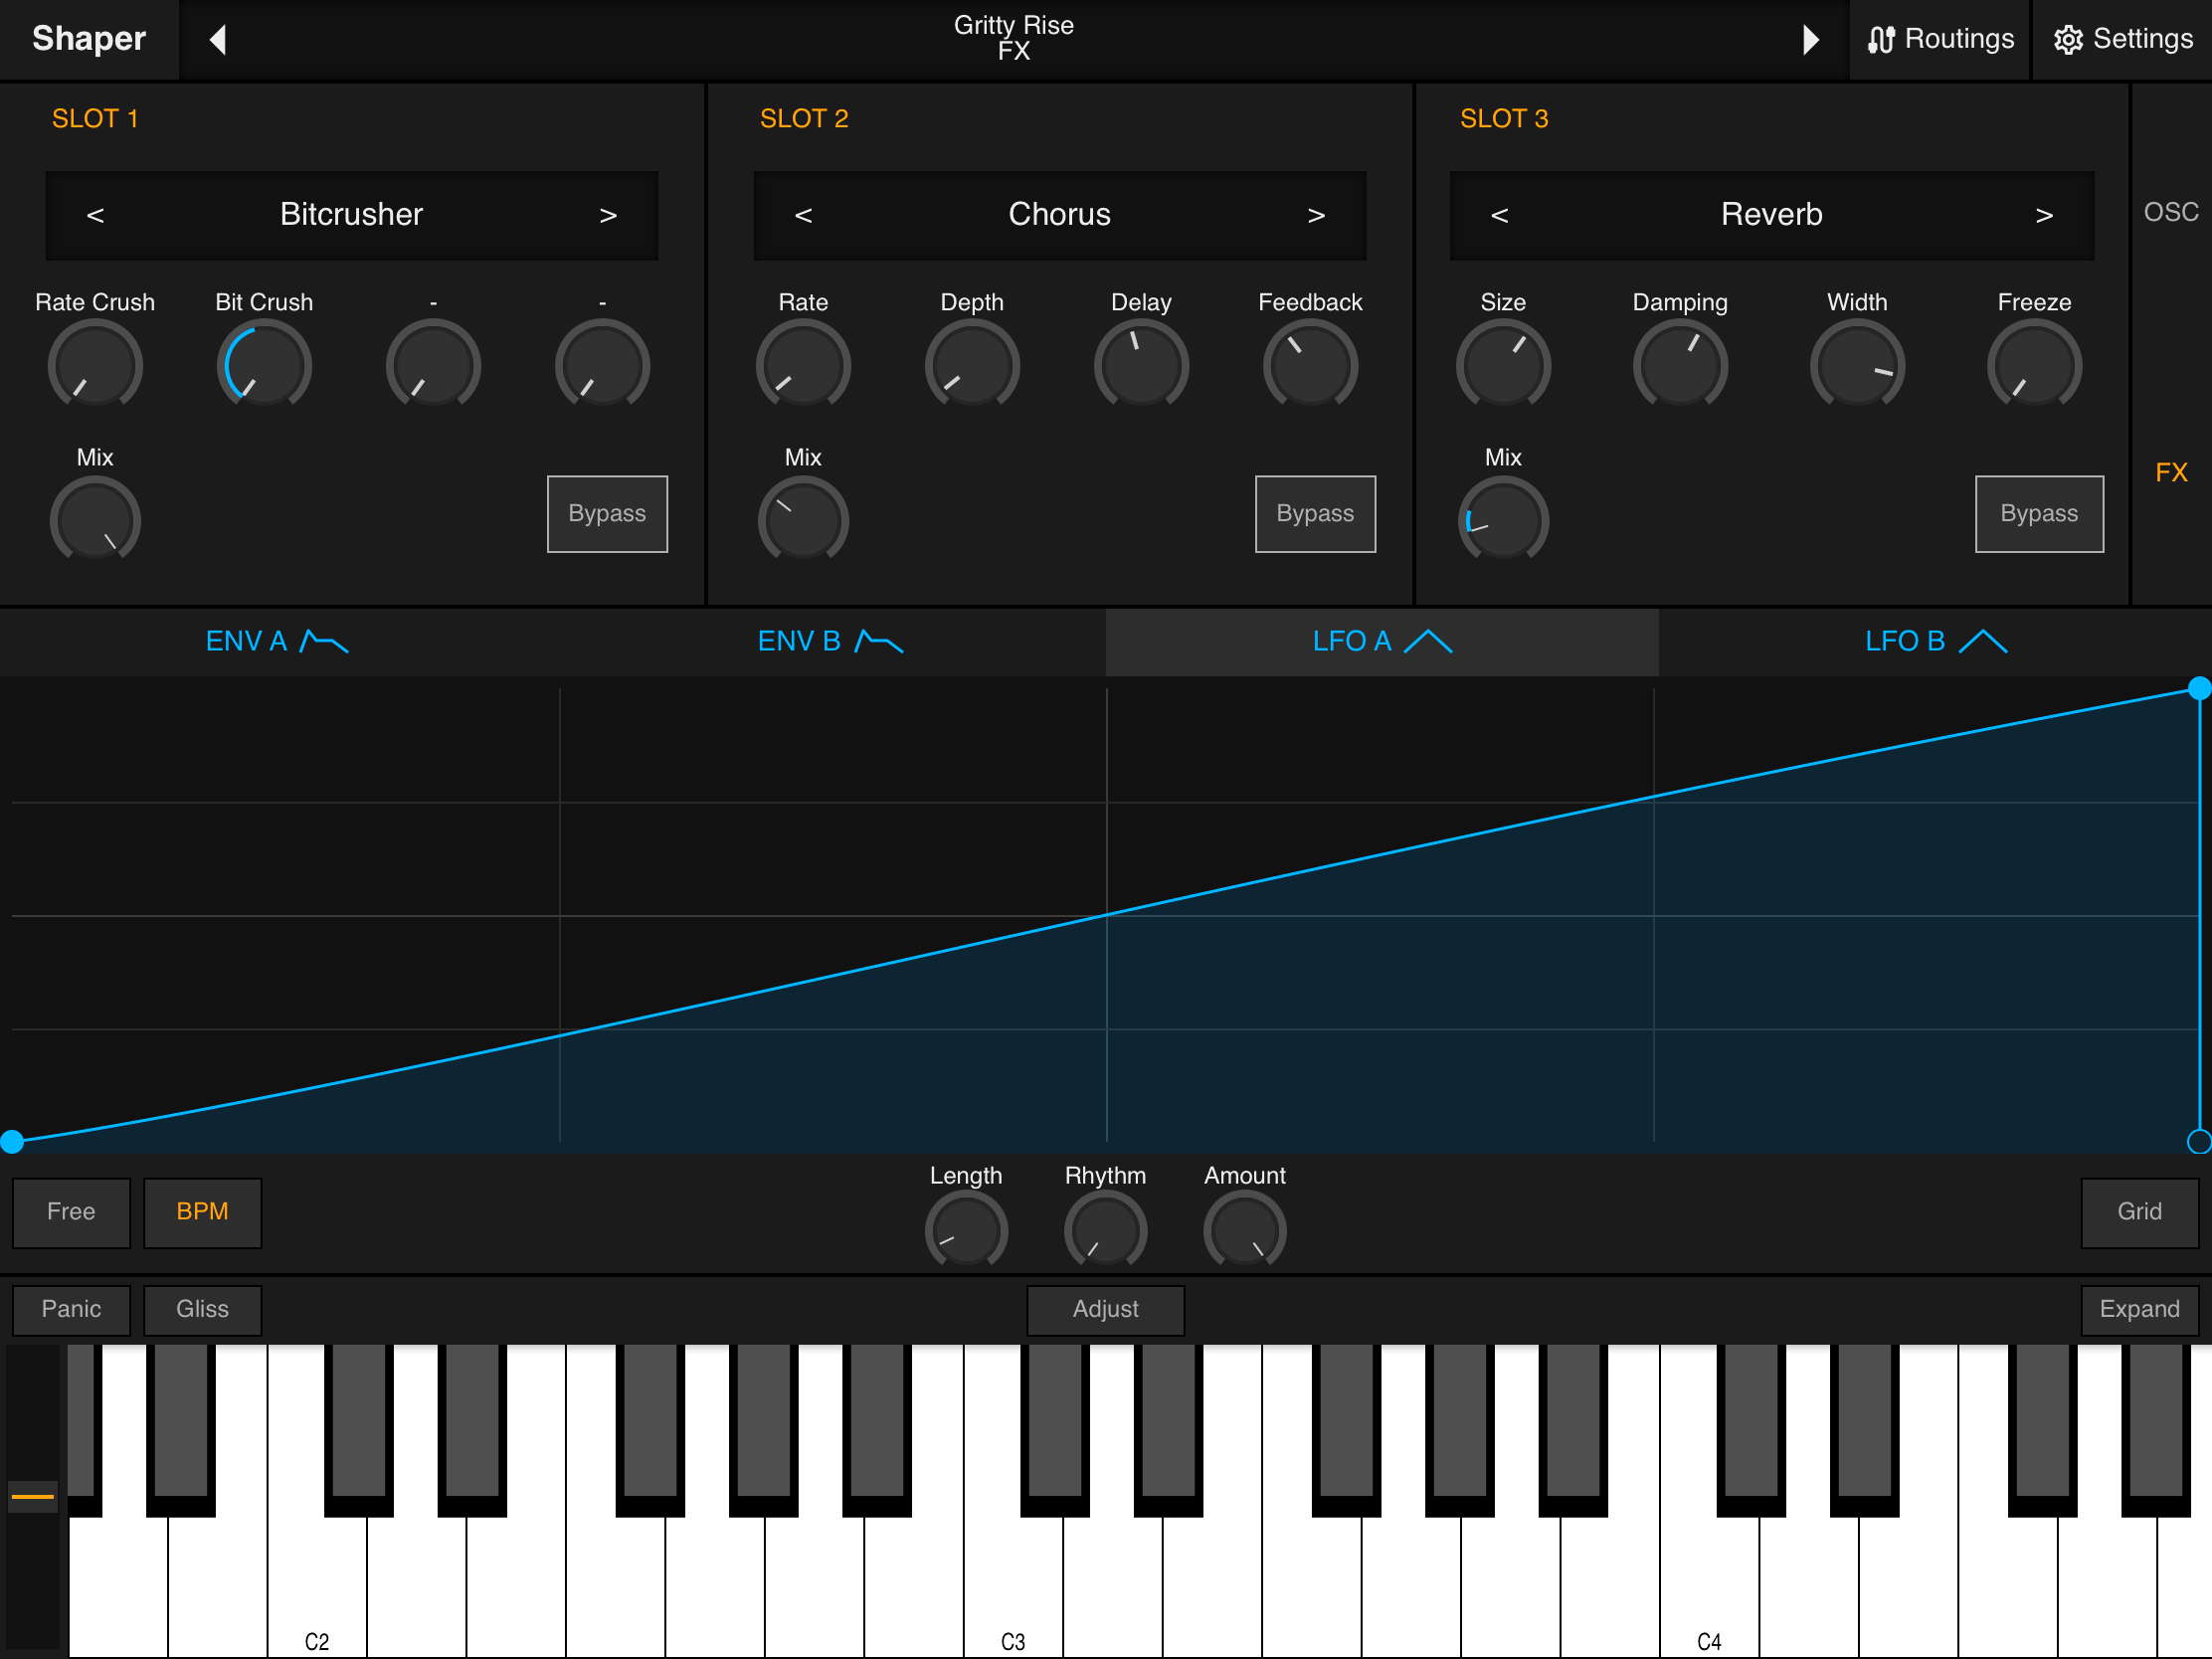 Shaper
Gritty Rise
FX
Routings
Settings
SLOT 1
SLOT 2
SLOT 3
< Bitcrusher >
< Chorus >
< Reverb >
OSC
Rate Crush
Bit Crush
-
-
Rate
Depth
Delay
Feedback
Size
Damping
Width
Freeze
Mix
Bypass
Mix
Bypass
Mix
Bypass
FX
ENV A
ENV B
LFO A
LFO B
Free
BPM
Length
Rhythm
Amount
Grid
Panic
Gliss
Adjust
Expand
C2
C3
C4